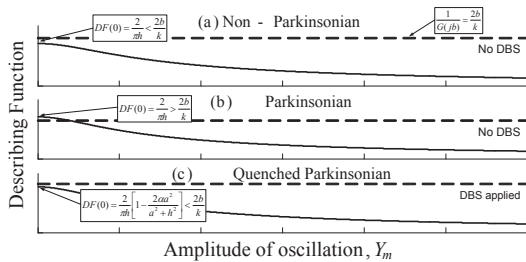 (a) Non - Parkinsonian
DF(0) = 2/πh < 2b/k
1/G(jb) = 2b/k
No DBS
(b) Parkinsonian
DF(0) = 2/πh > 2b/k
No DBS
(c) Quenched Parkinsonian
DBS applied
DF(0) = 2/πh [1 - 2αa²/a² + h²] < 2b/k
Describing Function
Amplitude of oscillation, Yₘ